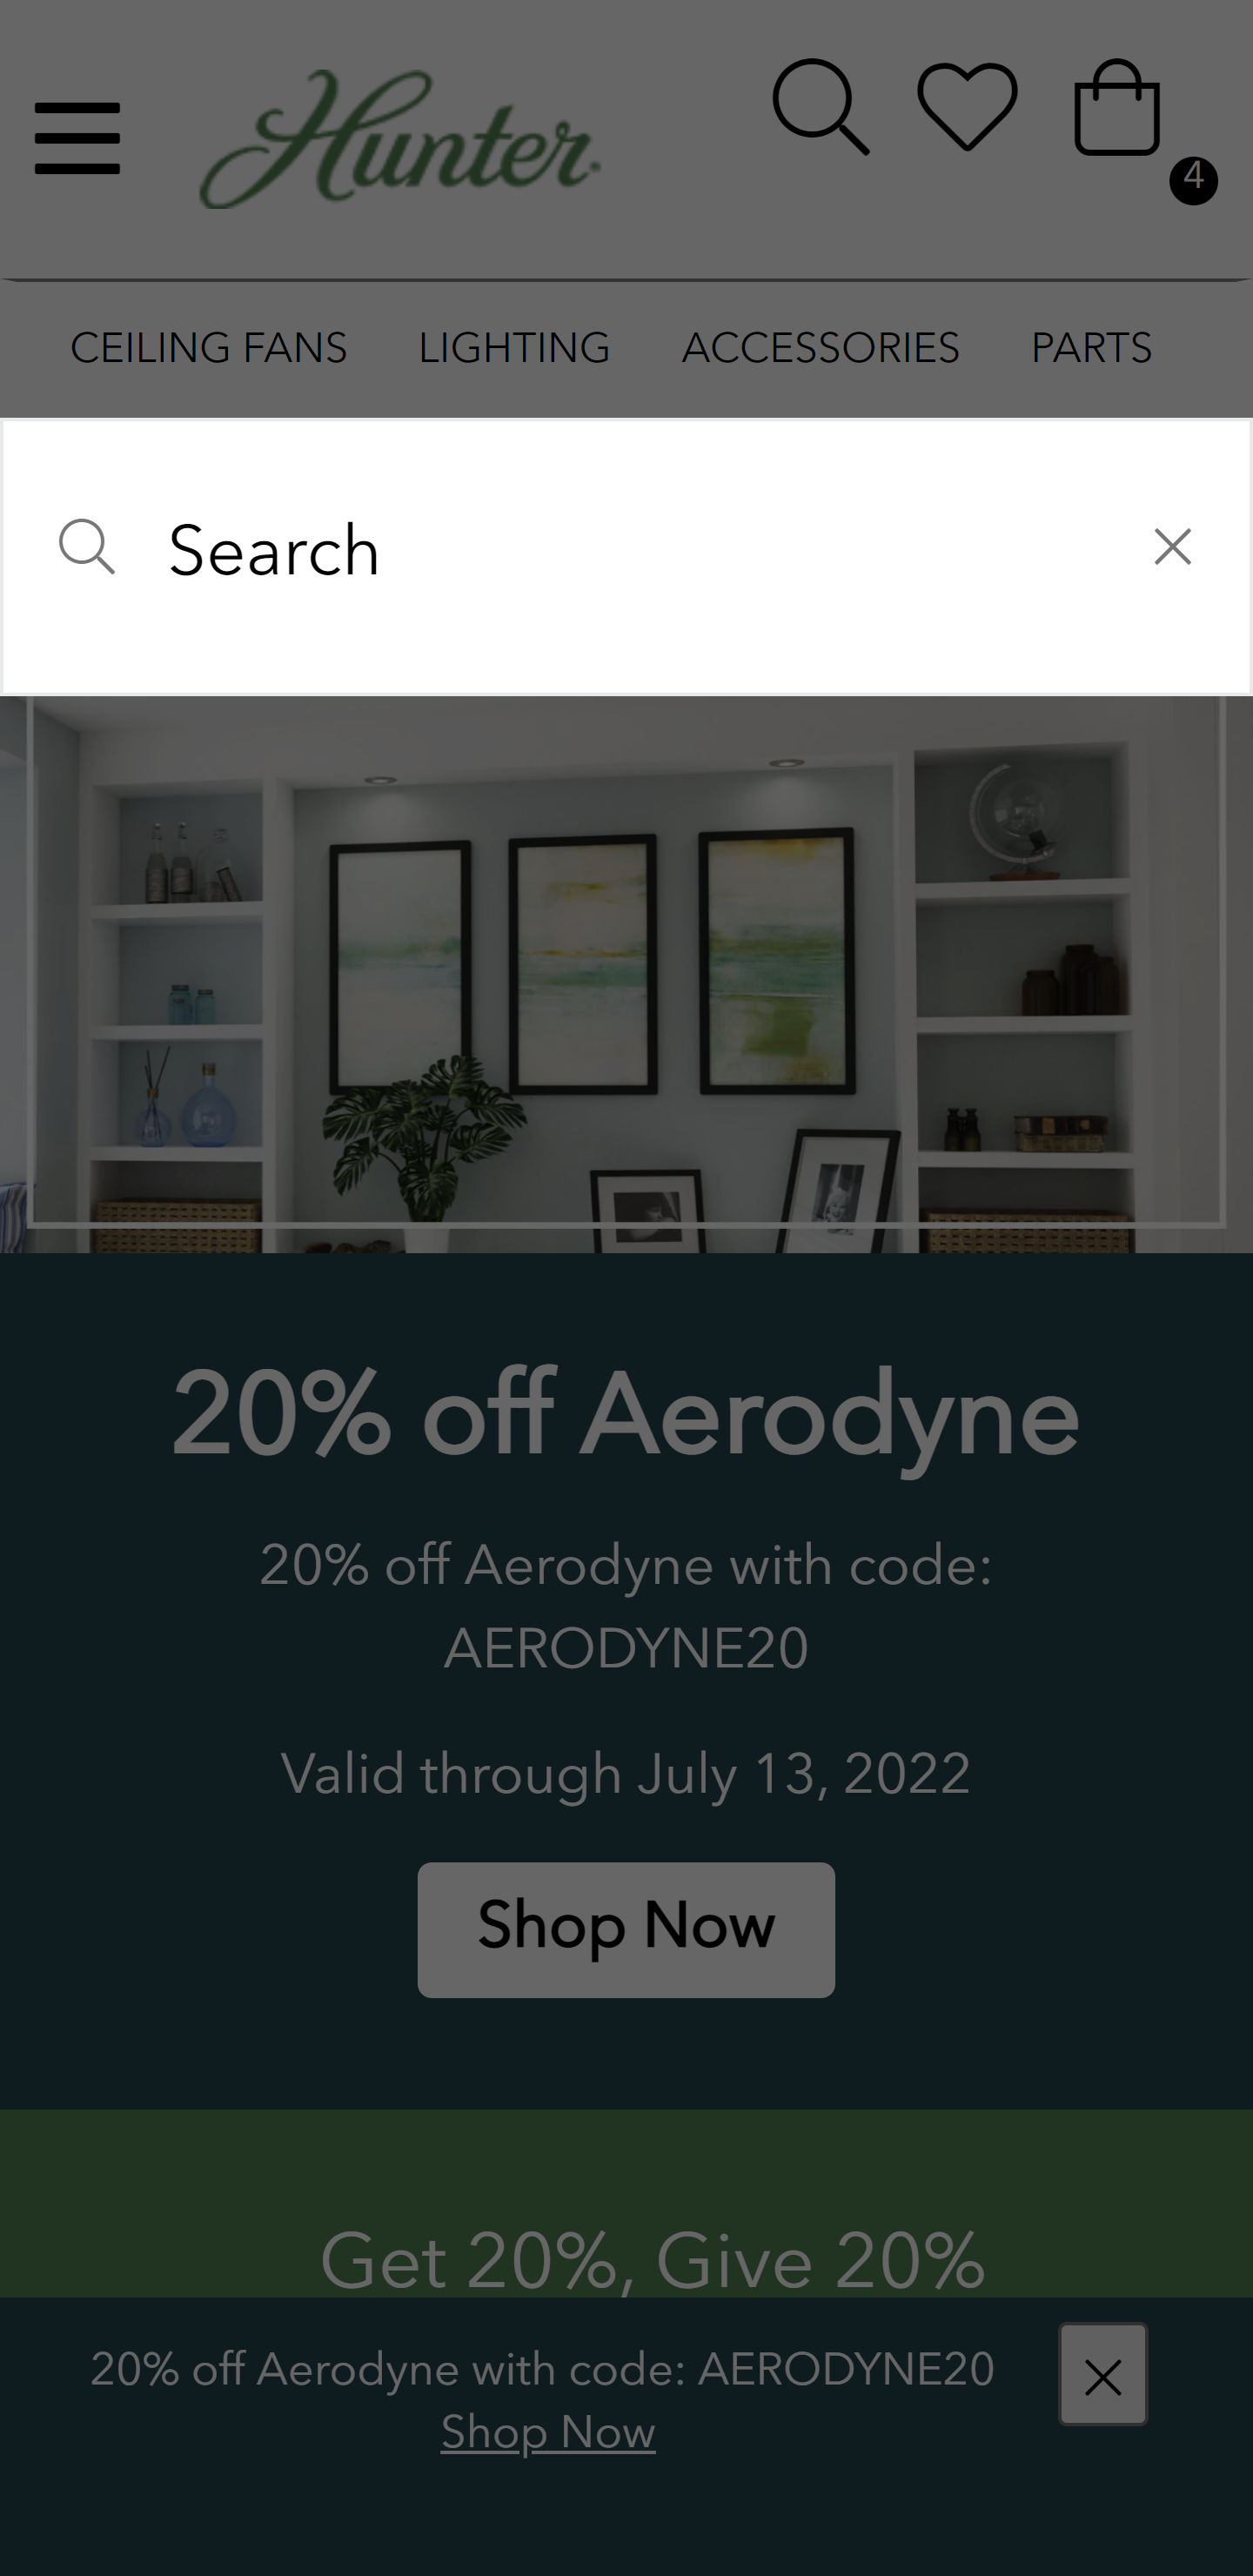 Hunter
4
CEILING FANS LIGHTING ACCESSORIES PARTS
Search
20% off Aerodyne
20% off Aerodyne with code:
AERODYNE20
Valid through July 13, 2022
Shop Now
Get 20%, Give 20%
20% off Aerodyne with code: AERODYNE20
Shop Now